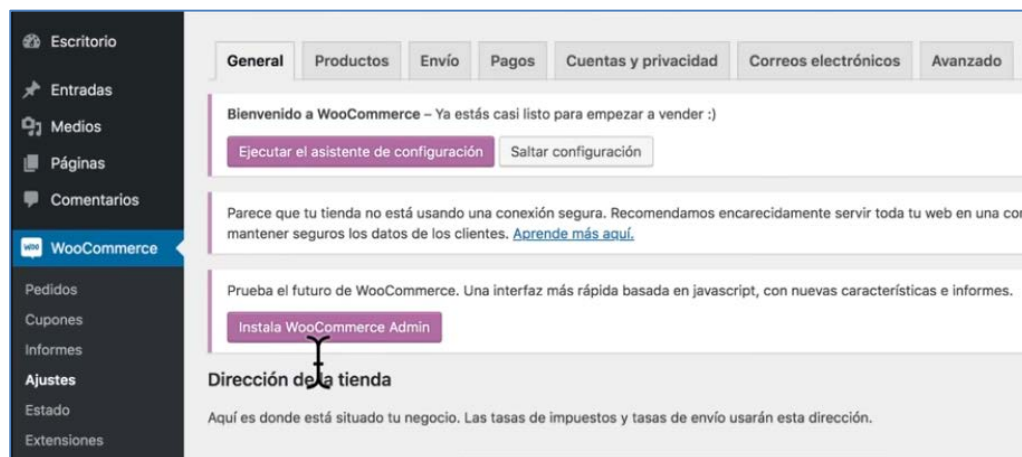 Escritorio
Entradas
Medios
Páginas
Comentarios
WooCommerce
Pedidos
Cupones
Informes
Ajustes
Estado
Extensiones
General Productos Envío Pagos Cuentas y privacidad Correos electrónicos Avanzado
Bienvenido a WooCommerce – Ya estás casi listo para empezar a vender :)
Ejecutar el asistente de configuración Saltar configuración
Parece que tu tienda no está usando una conexión segura. Recomendamos encarecidamente servir toda tu web en una
mantener seguros los datos de los clientes. Aprende más aquí.
Prueba el futuro de WooCommerce. Una interfaz más rápida basada en javascript, con nuevas características e informes.
Instala WooCommerce Admin
Dirección de la tienda
Aquí es donde está situado tu negocio. Las tasas de impuestos y tasas de envío usarán esta dirección.